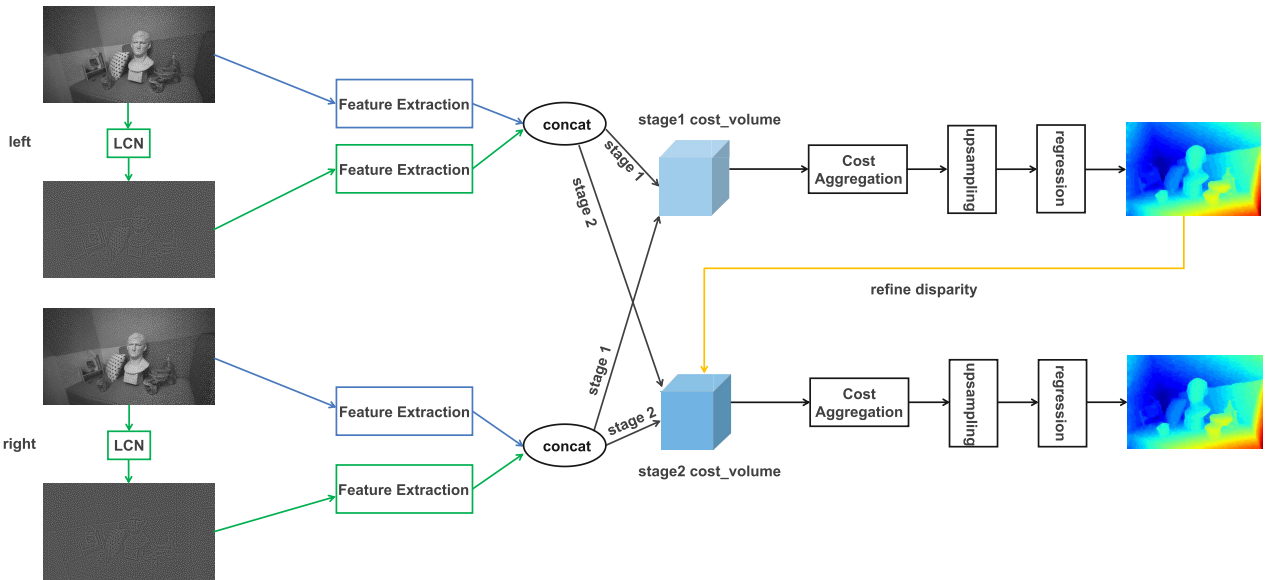 left
LCN
Feature Extraction
Feature Extraction
concat
stage 1
stage 2
stage1 cost_volume
Cost
Aggregation
upsampling
regression
refine disparity
right
LCN
Feature Extraction
Feature Extraction
concat
stage 1
stage 2
stage2 cost_volume
Cost
Aggregation
upsampling
regression